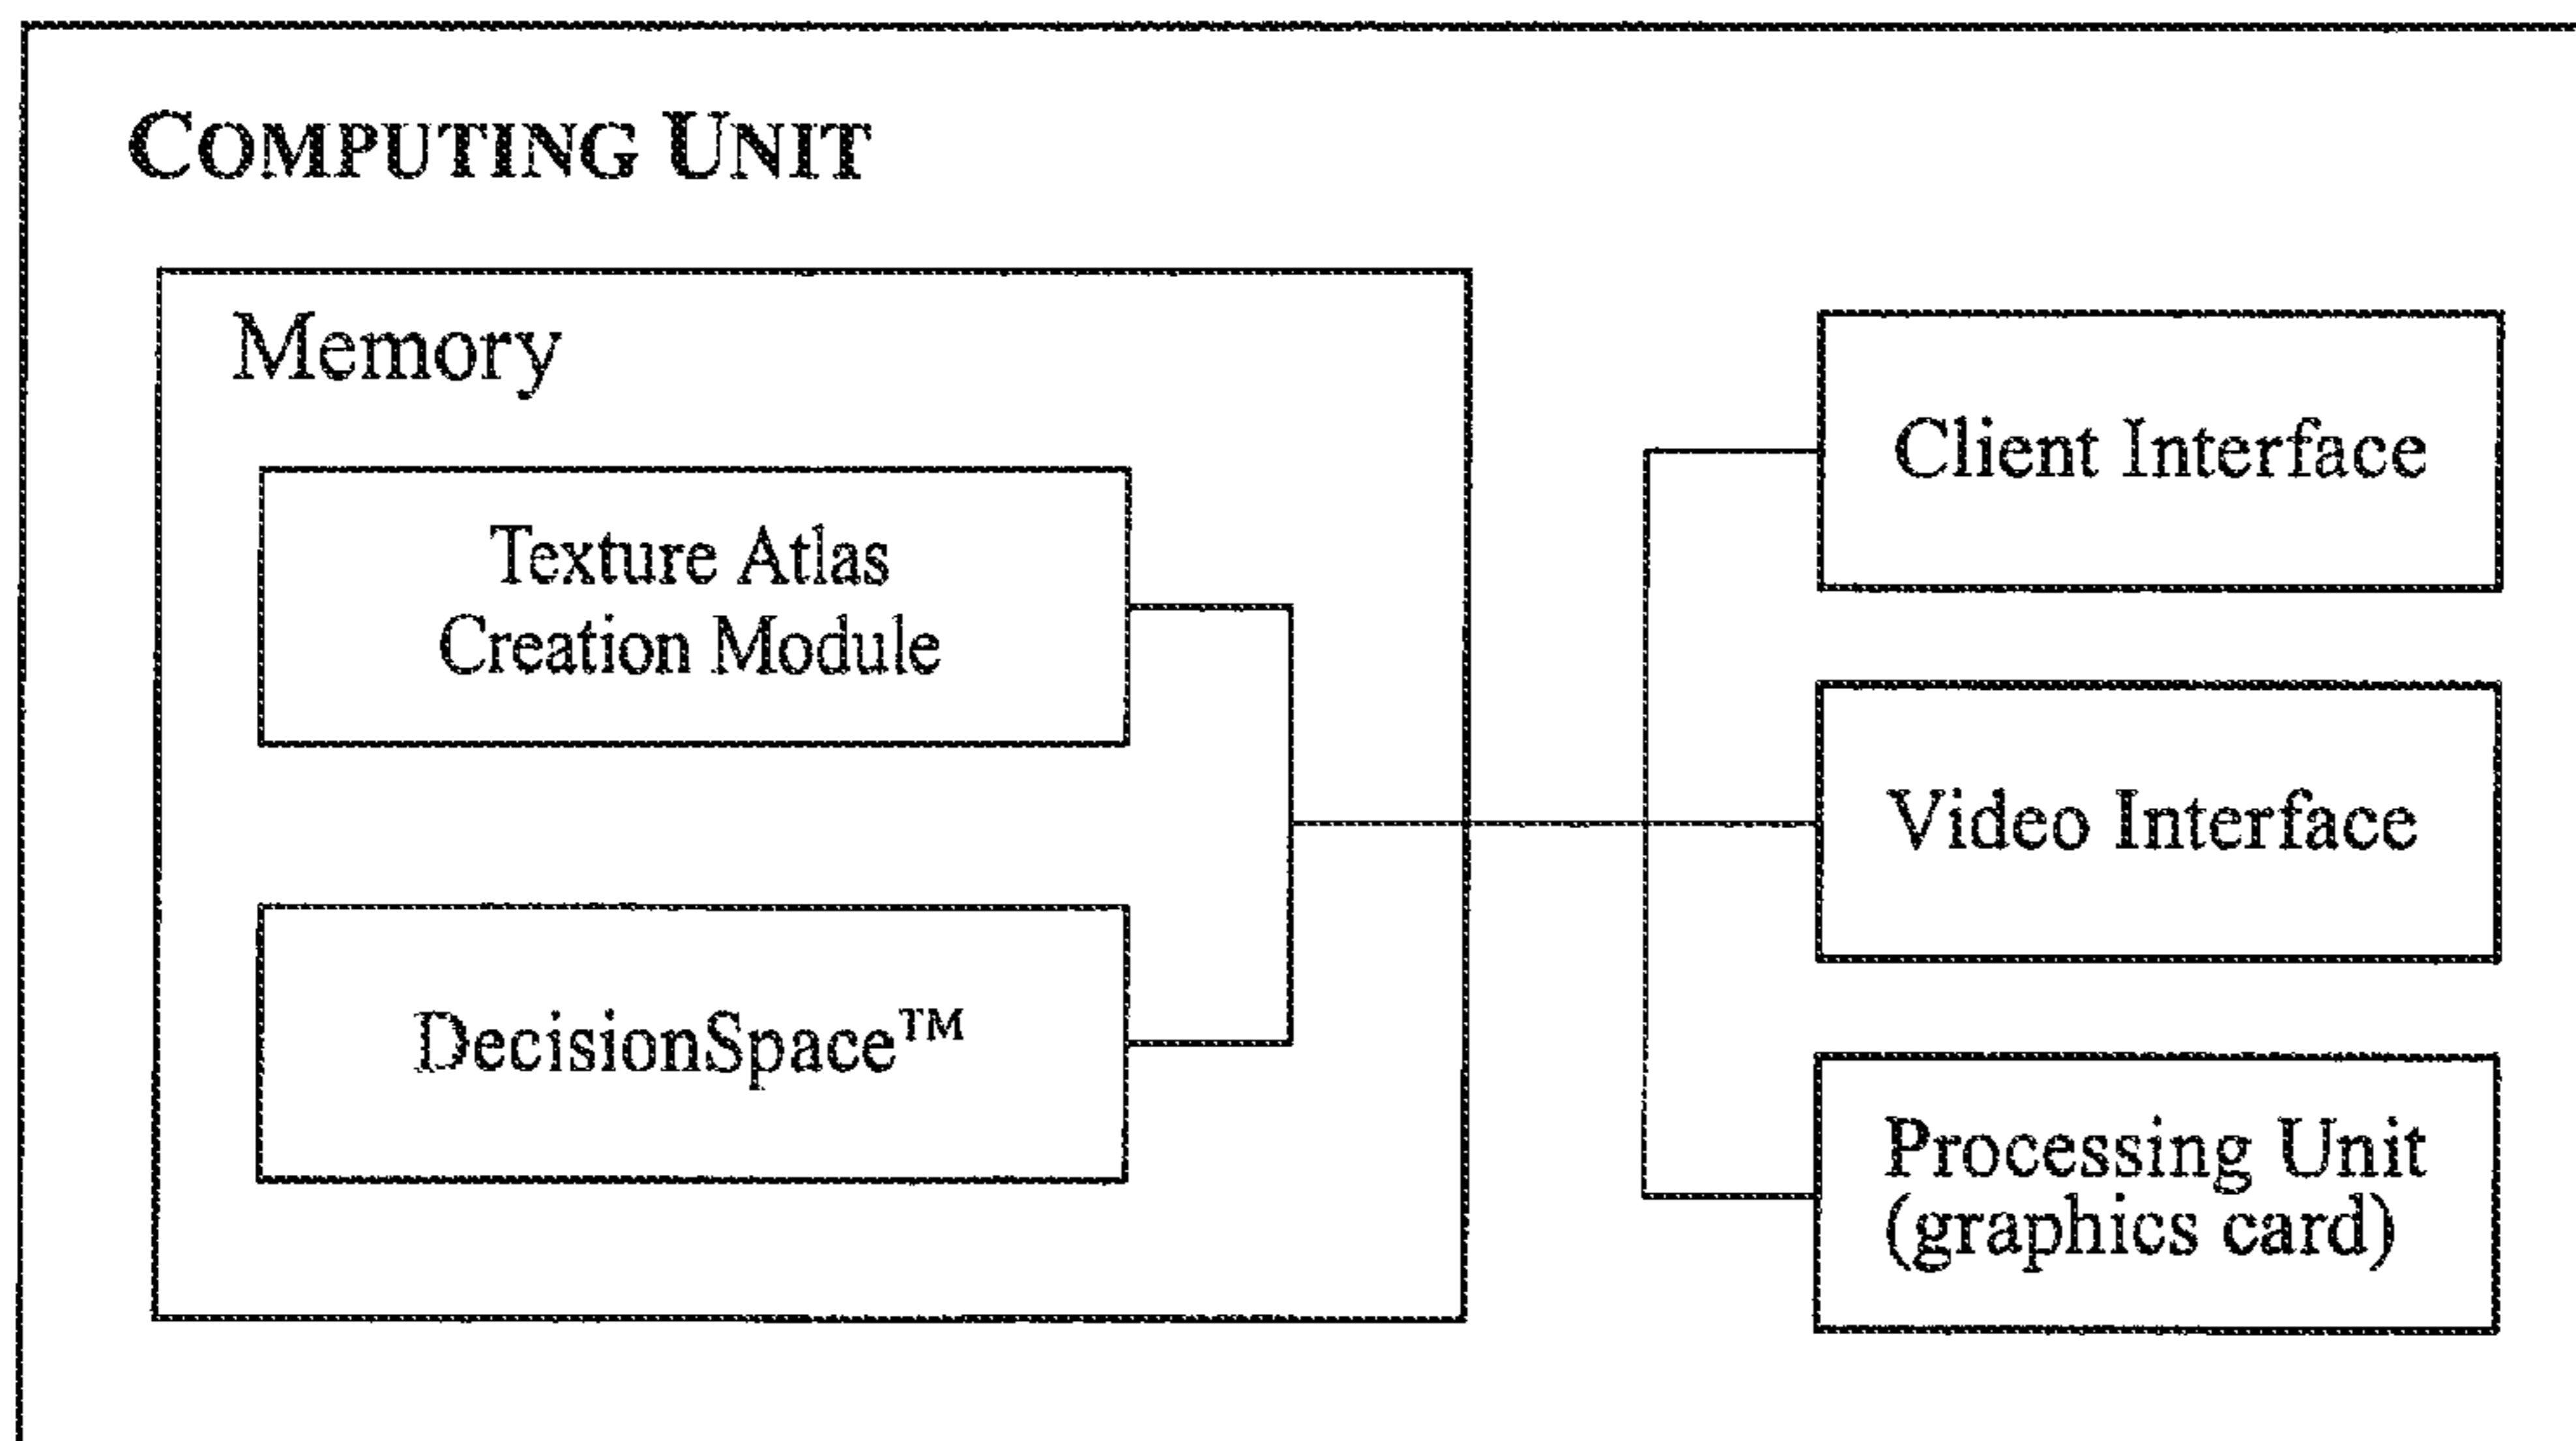 COMPUTING UNIT
Memory
Texture Atlas
Creation Module
DecisionSpace™
Client Interface
Video Interface
Processing Unit
(graphics card)